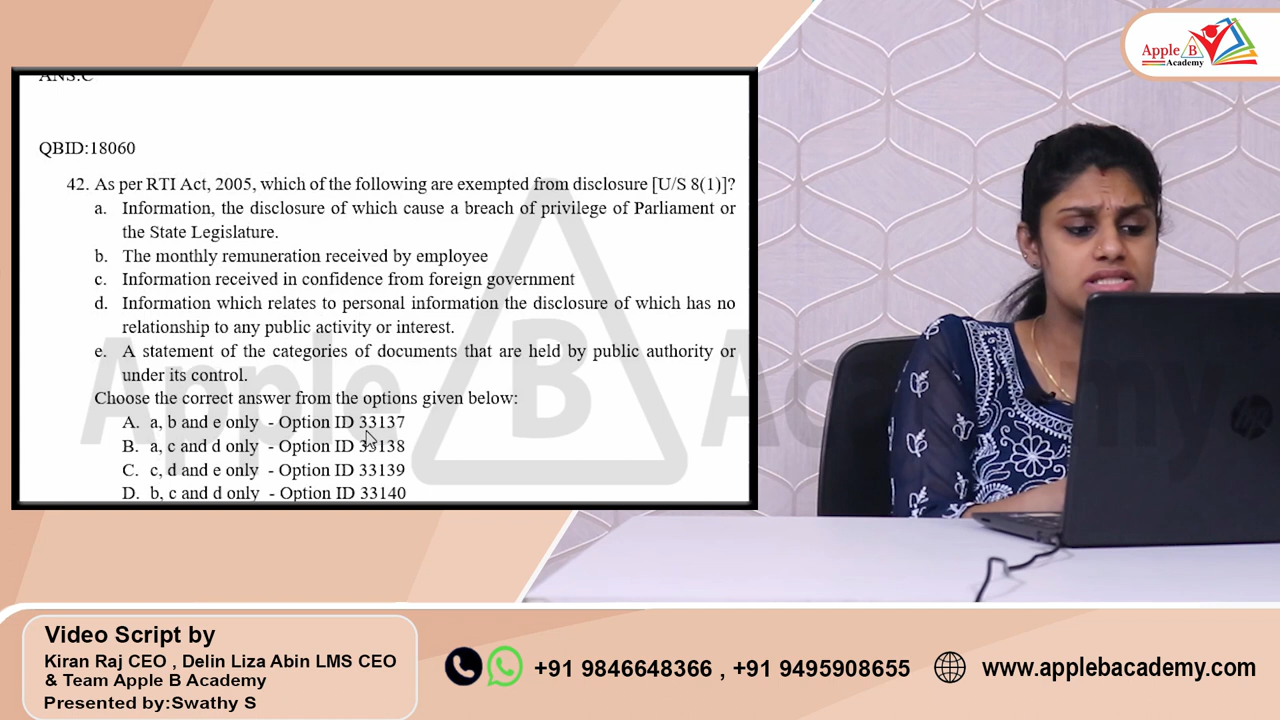 Apple B
Academy
ANS:C
QBID:18060
42. As per RTI Act, 2005, which of the following are exempted from disclosure [U/S 8(1)]?
a. Information, the disclosure of which cause a breach of privilege of Parliament or
the State Legislature.
b. The monthly remuneration received by employee
c. Information received in confidence from foreign government
d. Information which relates to personal information the disclosure of which has no
relationship to any public activity or interest.
e. A statement of the categories of documents that are held by public authority or
under its control.
Choose the correct answer from the options given below:
A. a, b and e only - Option ID 33137
B. a, c and d only - Option ID 33138
C. c, d and e only - Option ID 33139
D. b, c and d only - Option ID 33140
Apple B Academy
Video Script by
Kiran Raj CEO , Delin Liza Abin LMS CEO
& Team Apple B Academy
Presented by:Swathy S
+91 9846648366 , +91 9495908655
www.applebacademy.com